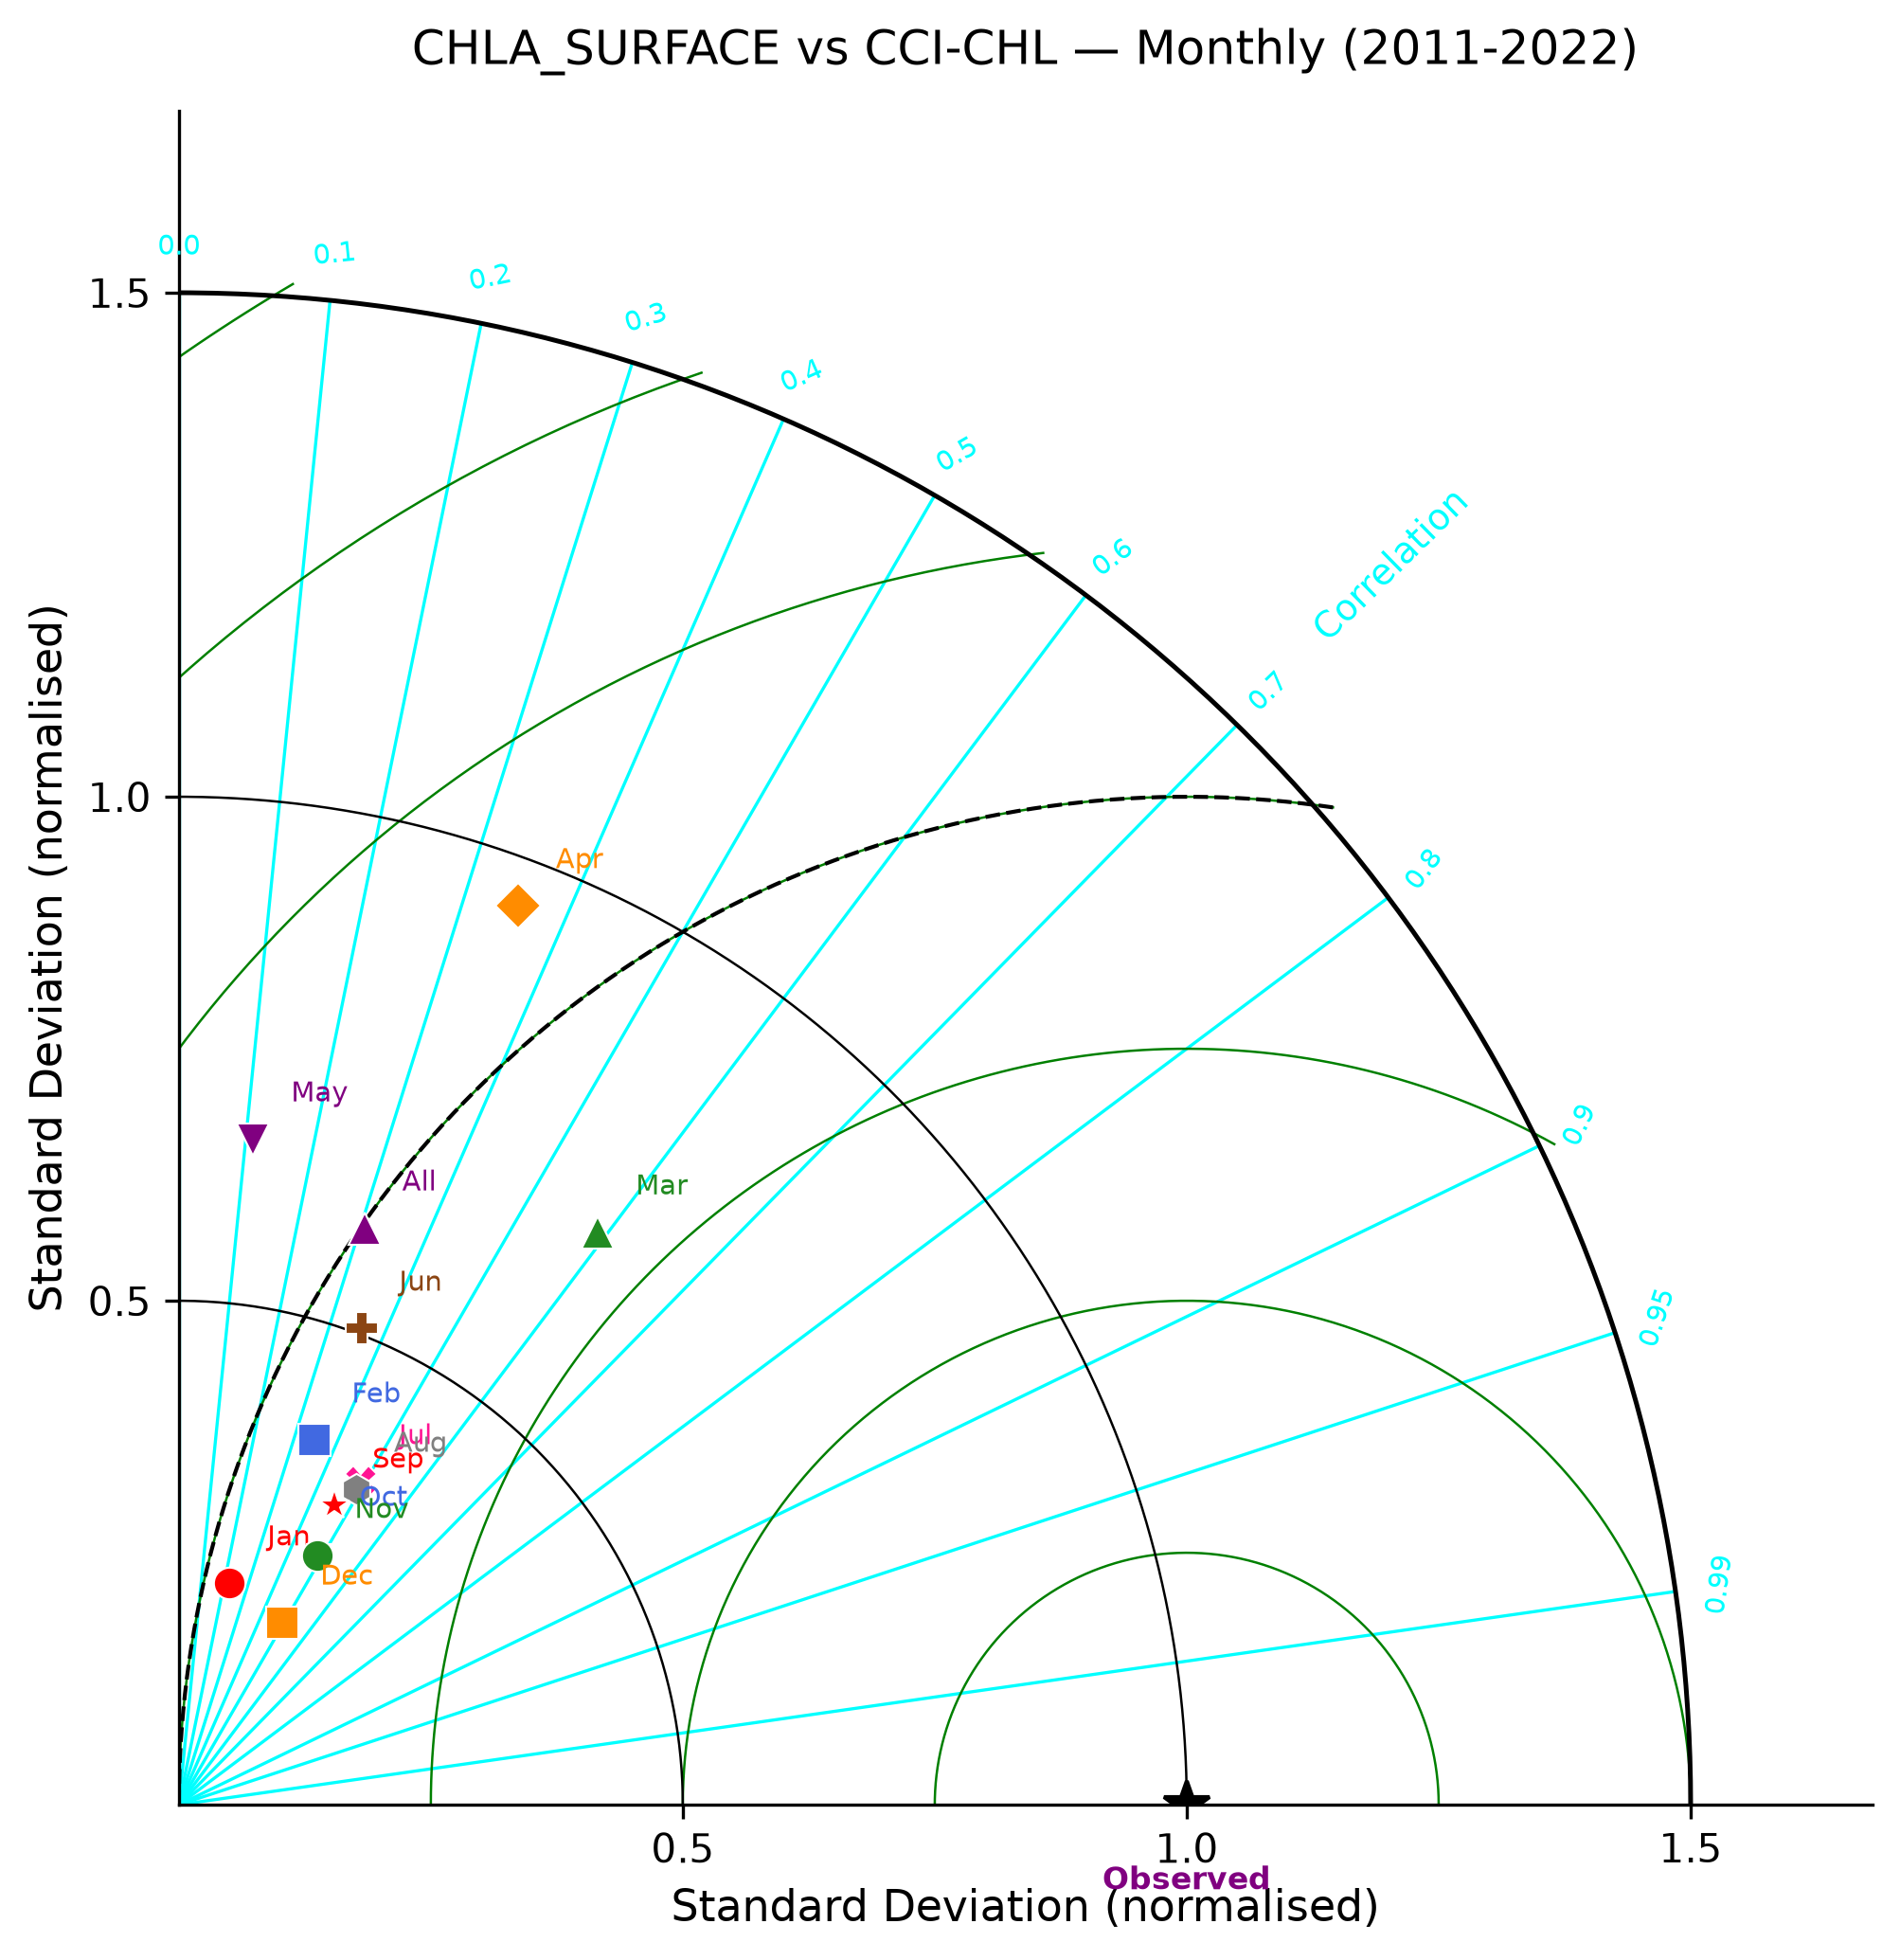 CHLA_SURFACE vs CCI-CHL — Monthly (2011-2022)
0.0
0.1
0.2
0.3
0.4
0.5
0.6
0.7
0.8
0.9
0.95
0.99
Correlation
1.5
1.0
0.5
Standard Deviation (normalised)
Apr
May
All
Mar
Jun
Feb
Jul
Aug
Sep
Oct
Nov
Jan
Dec
0.5
1.0
1.5
Observed
Standard Deviation (normalised)